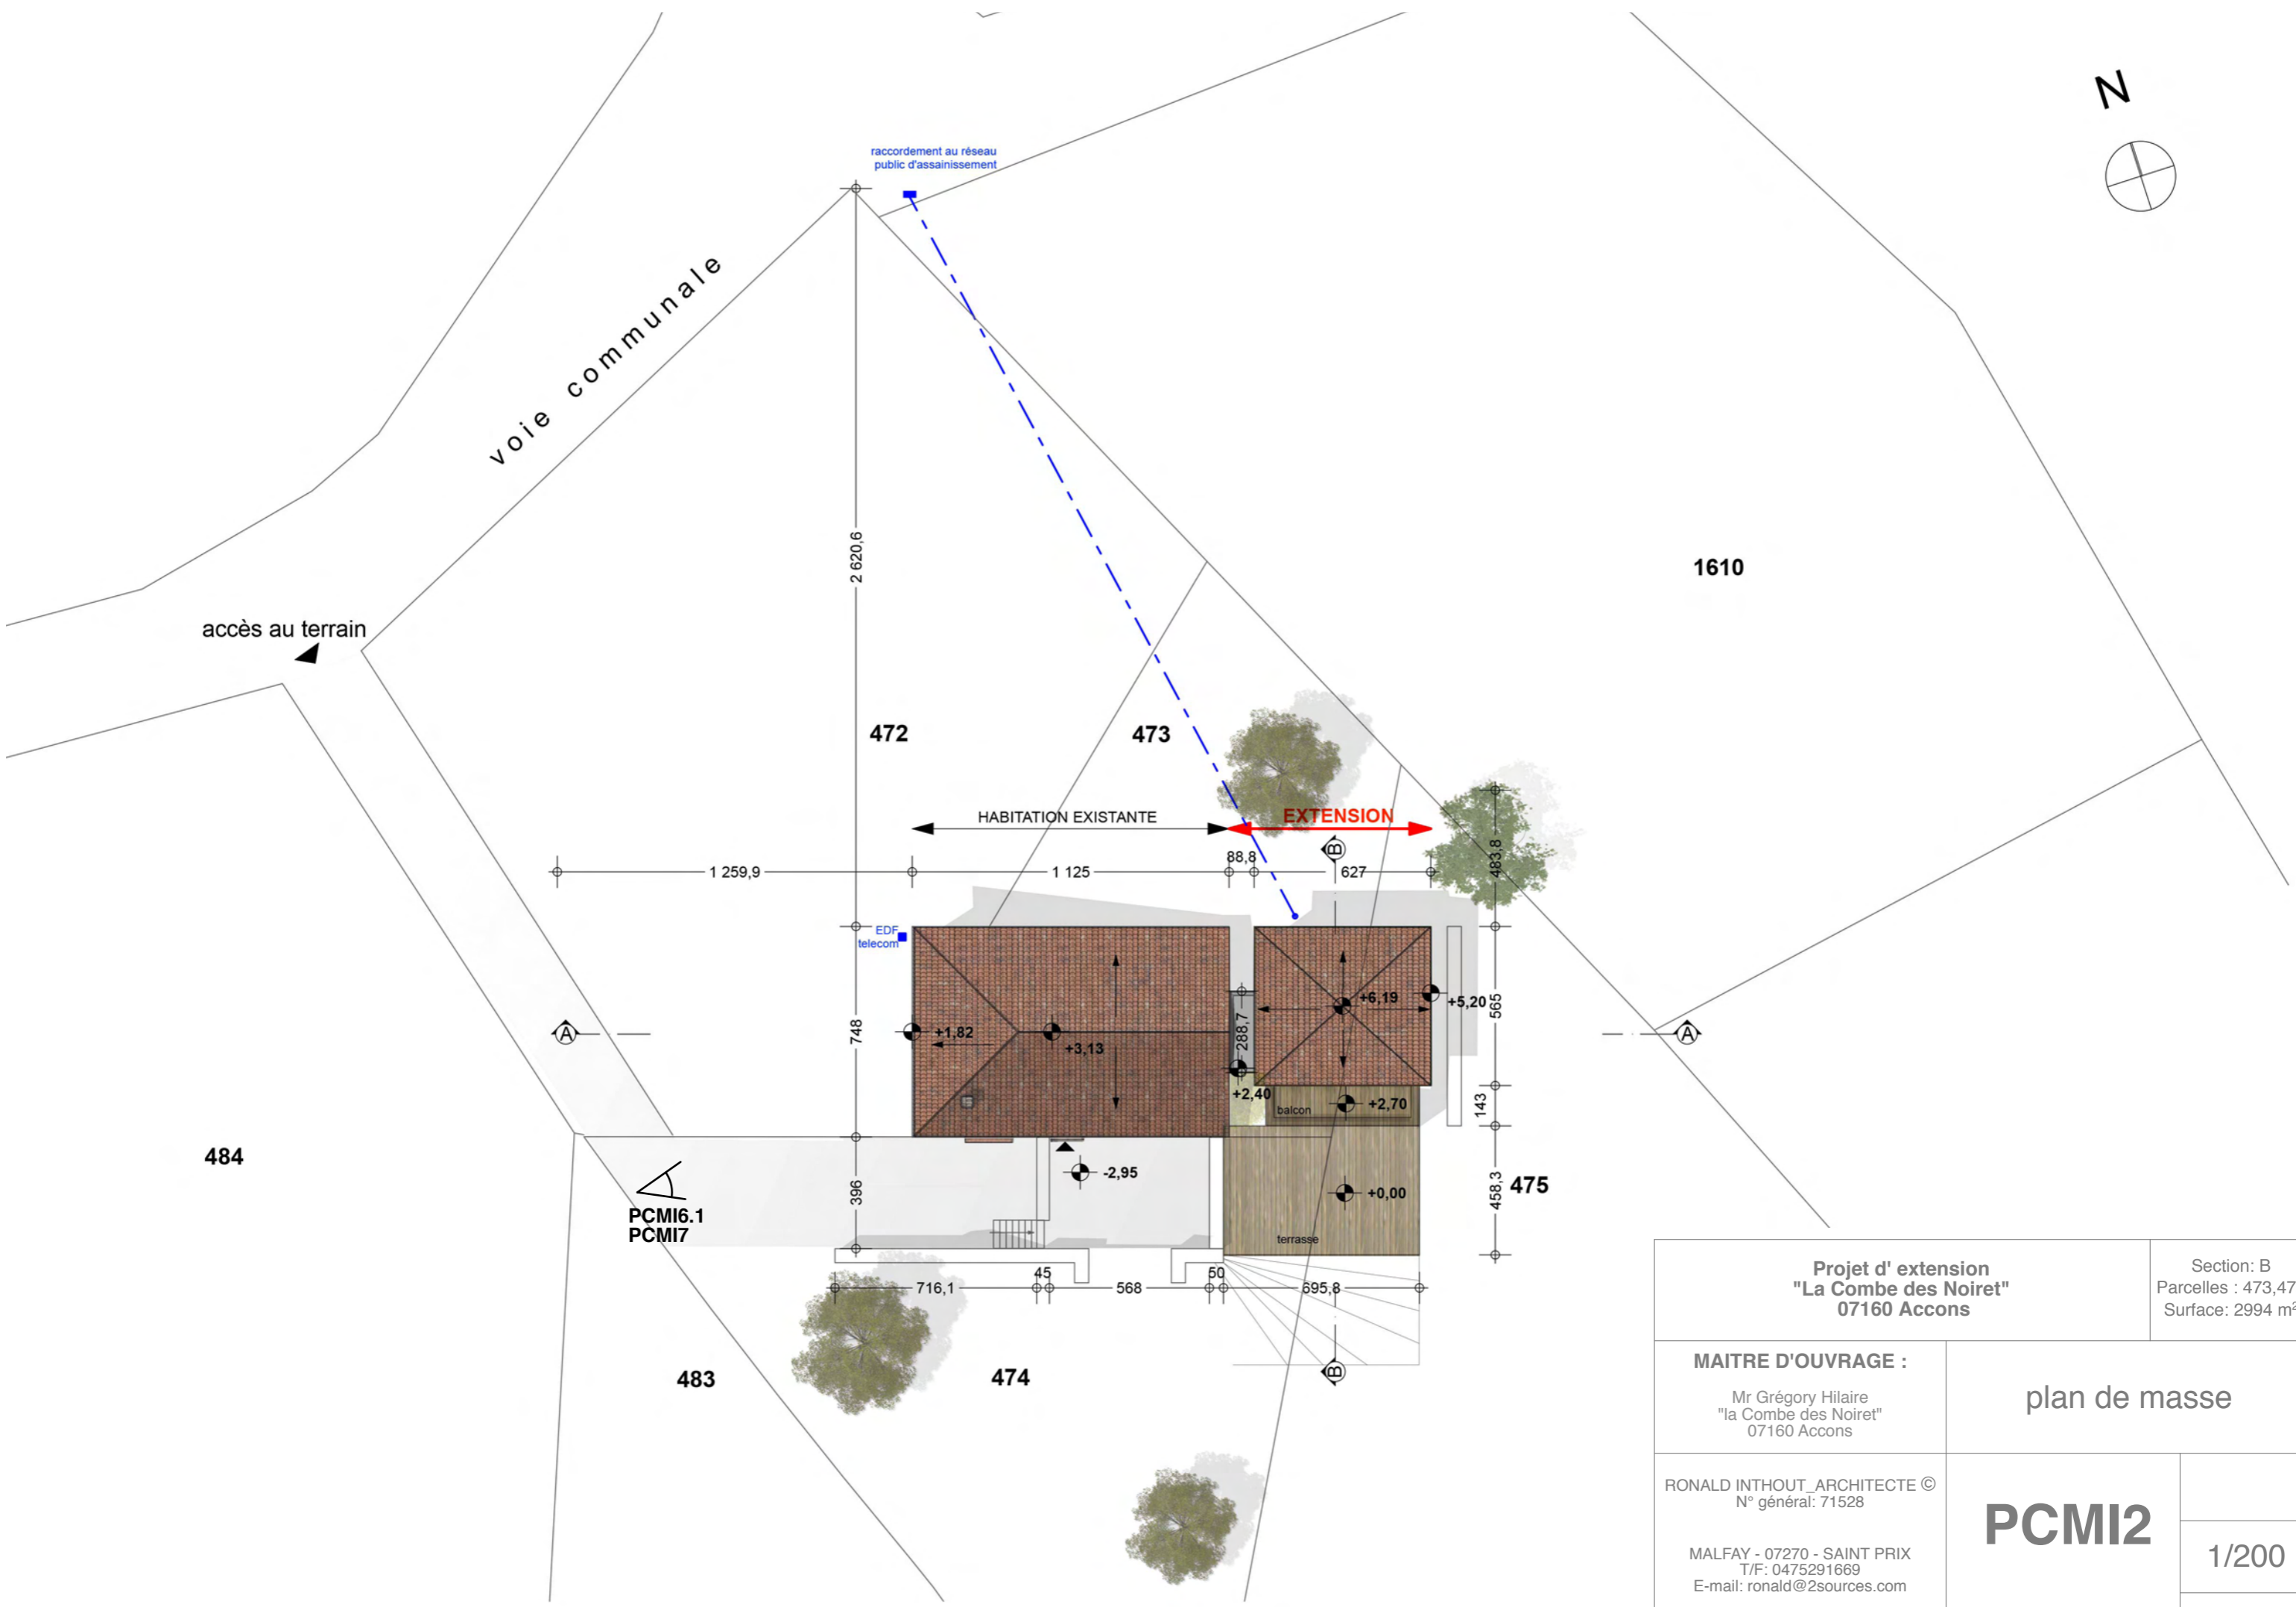 N
raccordement au réseau
public d'assainissement
voie communale
2 620,6
1610
accès au terrain
472
473
HABITATION EXISTANTE
EXTENSION
B
483,8
1 259,9
1 125
88,8
627
EDF
telecom
+6,19
+5,20
565
A
748
+1,82
+3,13
288,7
A
+2,40
balcon
+2,70
143
484
-2,95
396
+0,00
458,3
475
PCMI6.1
PCMI7
terrasse
716,1
45
568
50
595,8
B
483
474
Projet d' extension
"La Combe des Noiret"
07160 Accons
Section: B
Parcelles : 473,47
Surface: 2994 m²
MAITRE D'OUVRAGE :
Mr Grégory Hilaire
"la Combe des Noiret"
07160 Accons
plan de masse
RONALD INTHOUT_ARCHITECTE ©
N° général: 71528
MALFAY - 07270 - SAINT PRIX
T/F: 0475291669
E-mail: ronald@2sources.com
PCMI2
1/200